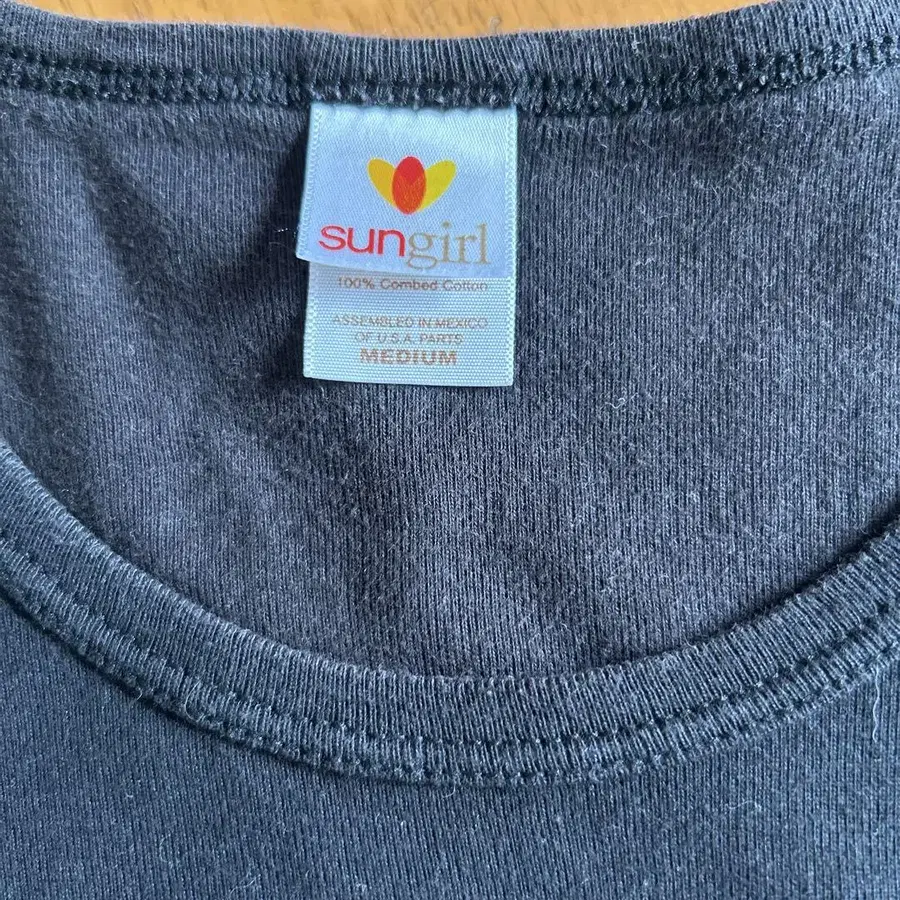 sungirl
100% Combed Cotton
ASSEMBLED IN MEXICO
OF U.S.A. PARTS
MEDIUM